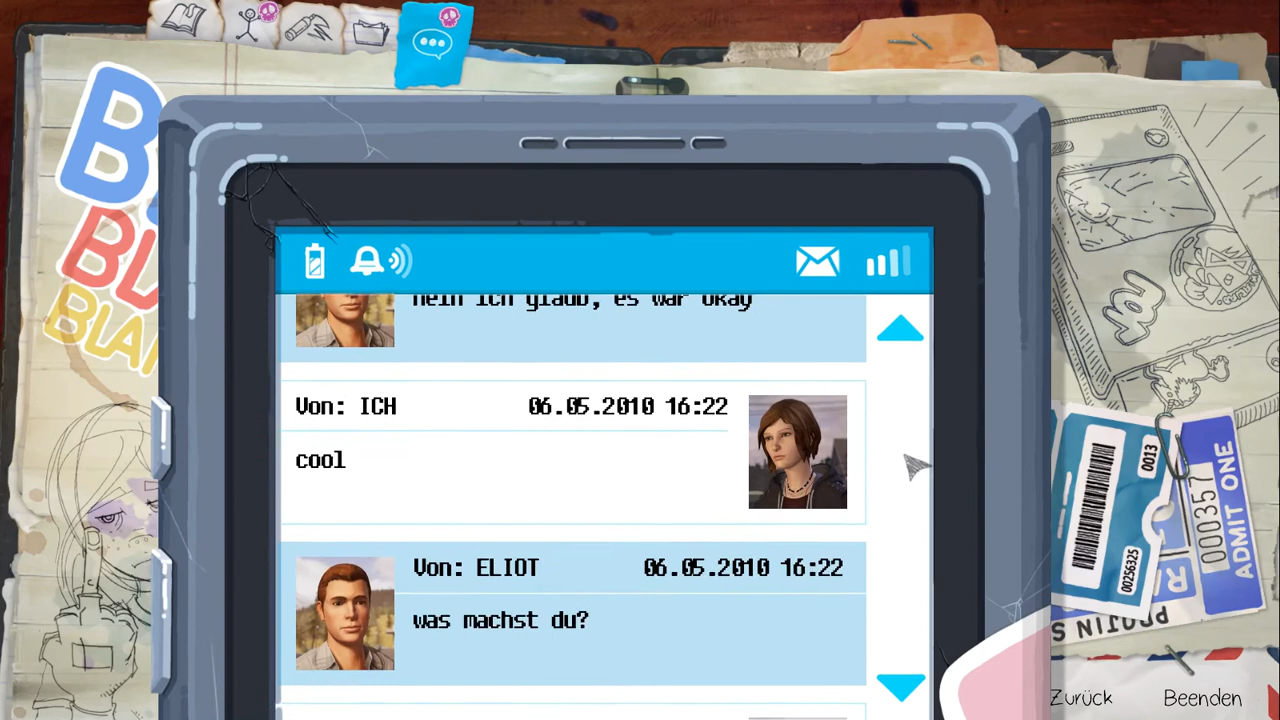 nein ich glaub, es war okay
Von: ICH 06.05.2010 16:22
cool
Von: ELIOT 06.05.2010 16:22
was machst du?
0013
00256325
000357
ADMIT ONE
Zurück Beenden